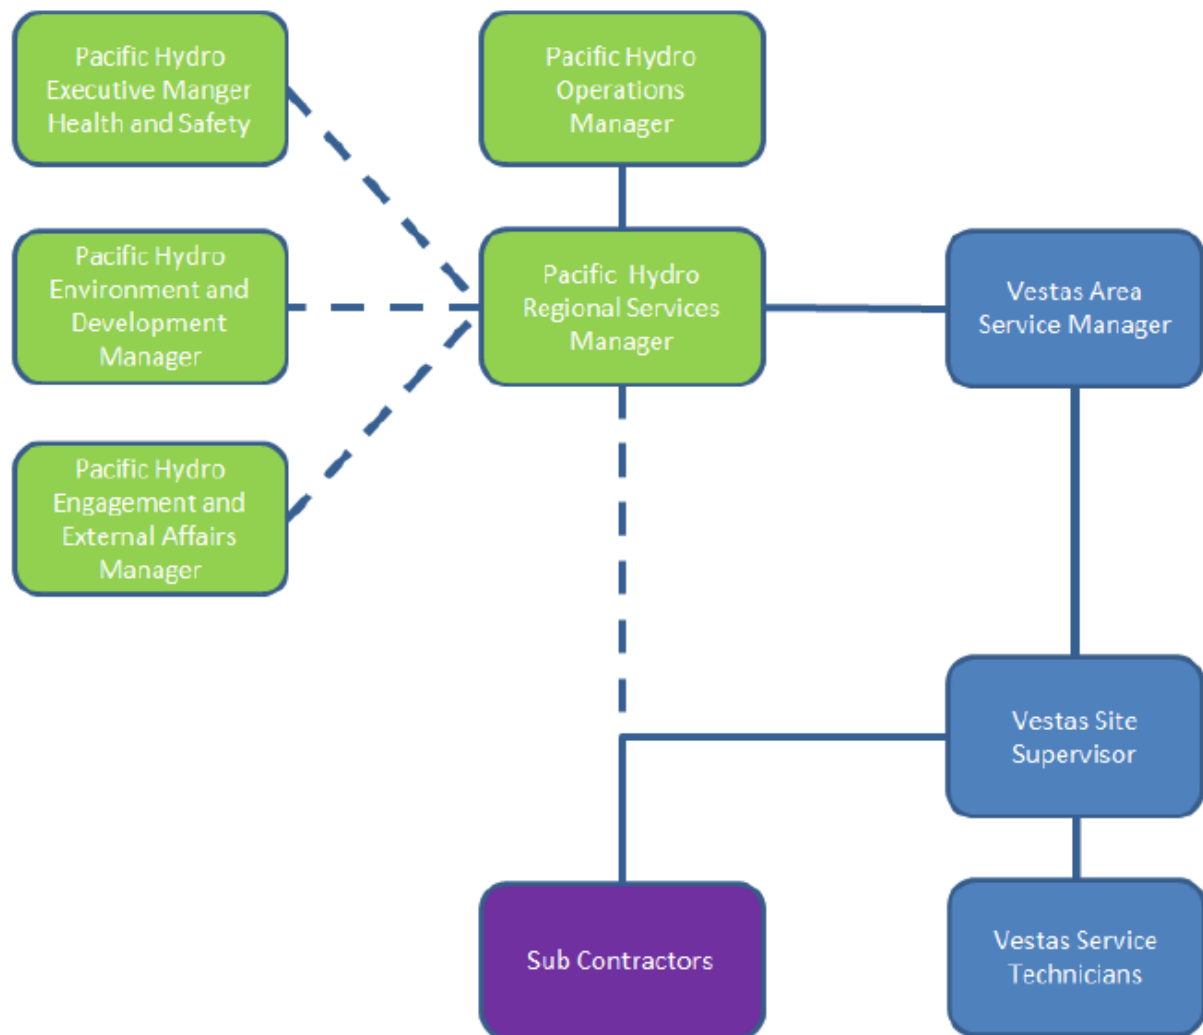 Pacific Hydro
Executive Manger
Health and Safety
Pacific Hydro
Operations
Manager
Pacific Hydro
Environment and
Development
Manager
Pacific Hydro
Regional Services
Manager
Vestas Area
Service Manager
Pacific Hydro
Engagement and
External Affairs
Manager
Vestas Site
Supervisor
Sub Contractors
Vestas Service
Technicians